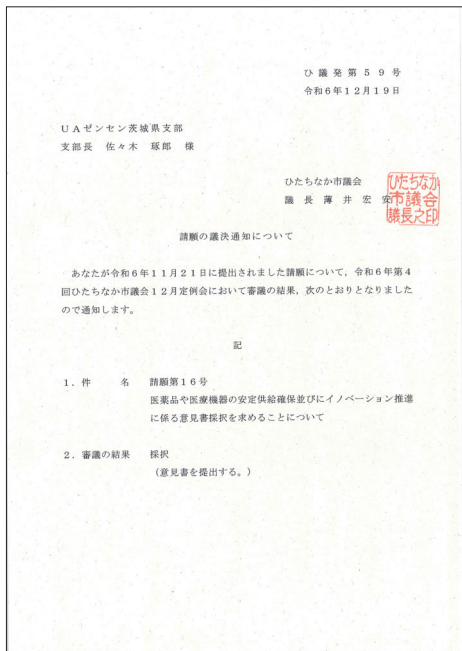 ひ議発第５９号
令和６年１２月１９日
ＵＡゼンセン茨城県支部
支部長　佐々木　琢郎　様
ひたちなか市議会
議長　薄井宏安
ひたちなか
市議会
議長之印
請願の議決通知について
あなたが令和６年１１月２１日に提出されました請願について，令和６年第４
回ひたちなか市議会１２月定例会において審議の結果，次のとおりとなりました
ので通知します。
記
１．件　　名　請願第１６号
医薬品や医療機器の安定供給確保並びにイノベーション推進
に係る意見書採択を求めることについて
２．審議の結果　採択
（意見書を提出する。）